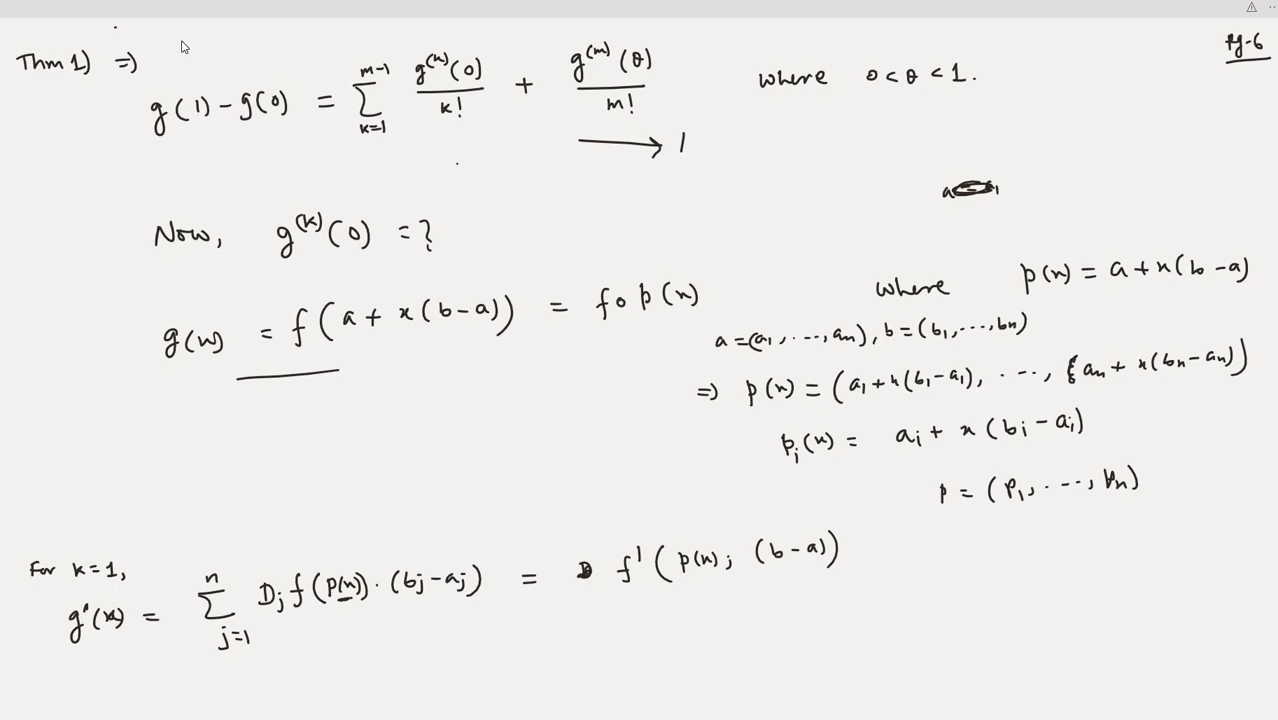 Pg-6
Thm 1) ⇒
g(1) - g(0) = ∑_{k=1}^{m-1} g^{(k)}(0)/k! + g^{(m)}(θ)/m! where 0 < θ < 1.
⟶ 1
Now, g^{(k)}(0) = ?
g(x) = f(a + x(b-a)) = f∘p(x) where p(x) = a + x(b-a)
a = (a₁, ..., aₙ), b = (b₁, ..., bₙ)
⇒ p(x) = (a₁ + x(b₁-a₁), ..., aₙ + x(bₙ-aₙ))
pᵢ(x) = aᵢ + x(bᵢ - aᵢ)
p = (p₁, ..., pₙ)
For k=1,
g'(x) = ∑_{j=1}^{n} Dⱼ f(p(x)) · (bⱼ - aⱼ) = f'(p(x); (b-a))